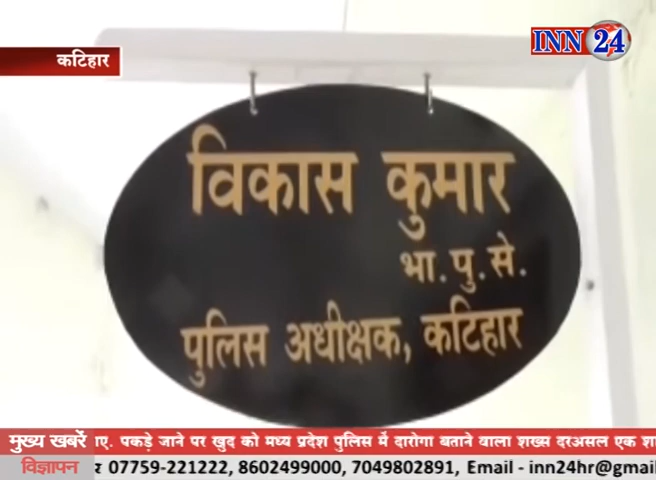 INN 24
कटिहार
विकास कुमार
भा.पु.से.
पुलिस अधीक्षक, कटिहार
मुख्य खबरें
पकड़े जाने पर खुद को मध्य प्रदेश पुलिस में दारोगा बताने वाला शख्स दरअसल एक
विज्ञापन
07759-221222, 8602499000, 7049802891, Email - inn24hr@gmail